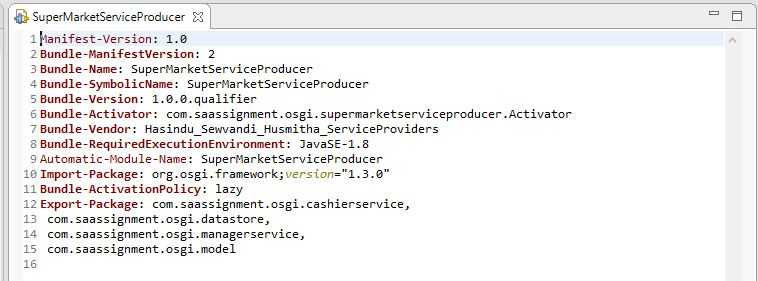 SuperMarketServiceProducer
1 Manifest-Version: 1.0
2 Bundle-ManifestVersion: 2
3 Bundle-Name: SuperMarketServiceProducer
4 Bundle-SymbolicName: SuperMarketServiceProducer
5 Bundle-Version: 1.0.0.qualifier
6 Bundle-Activator: com.saassignment.osgi.supermarketserviceproducer.Activator
7 Bundle-Vendor: Hasindu_Sewvandi_Husmitha_ServiceProviders
8 Bundle-RequiredExecutionEnvironment: JavaSE-1.8
9 Automatic-Module-Name: SuperMarketServiceProducer
10 Import-Package: org.osgi.framework;version="1.3.0"
11 Bundle-ActivationPolicy: lazy
12 Export-Package: com.saassignment.osgi.cashierservice,
13 com.saassignment.osgi.datastore,
14 com.saassignment.osgi.managerservice,
15 com.saassignment.osgi.model
16